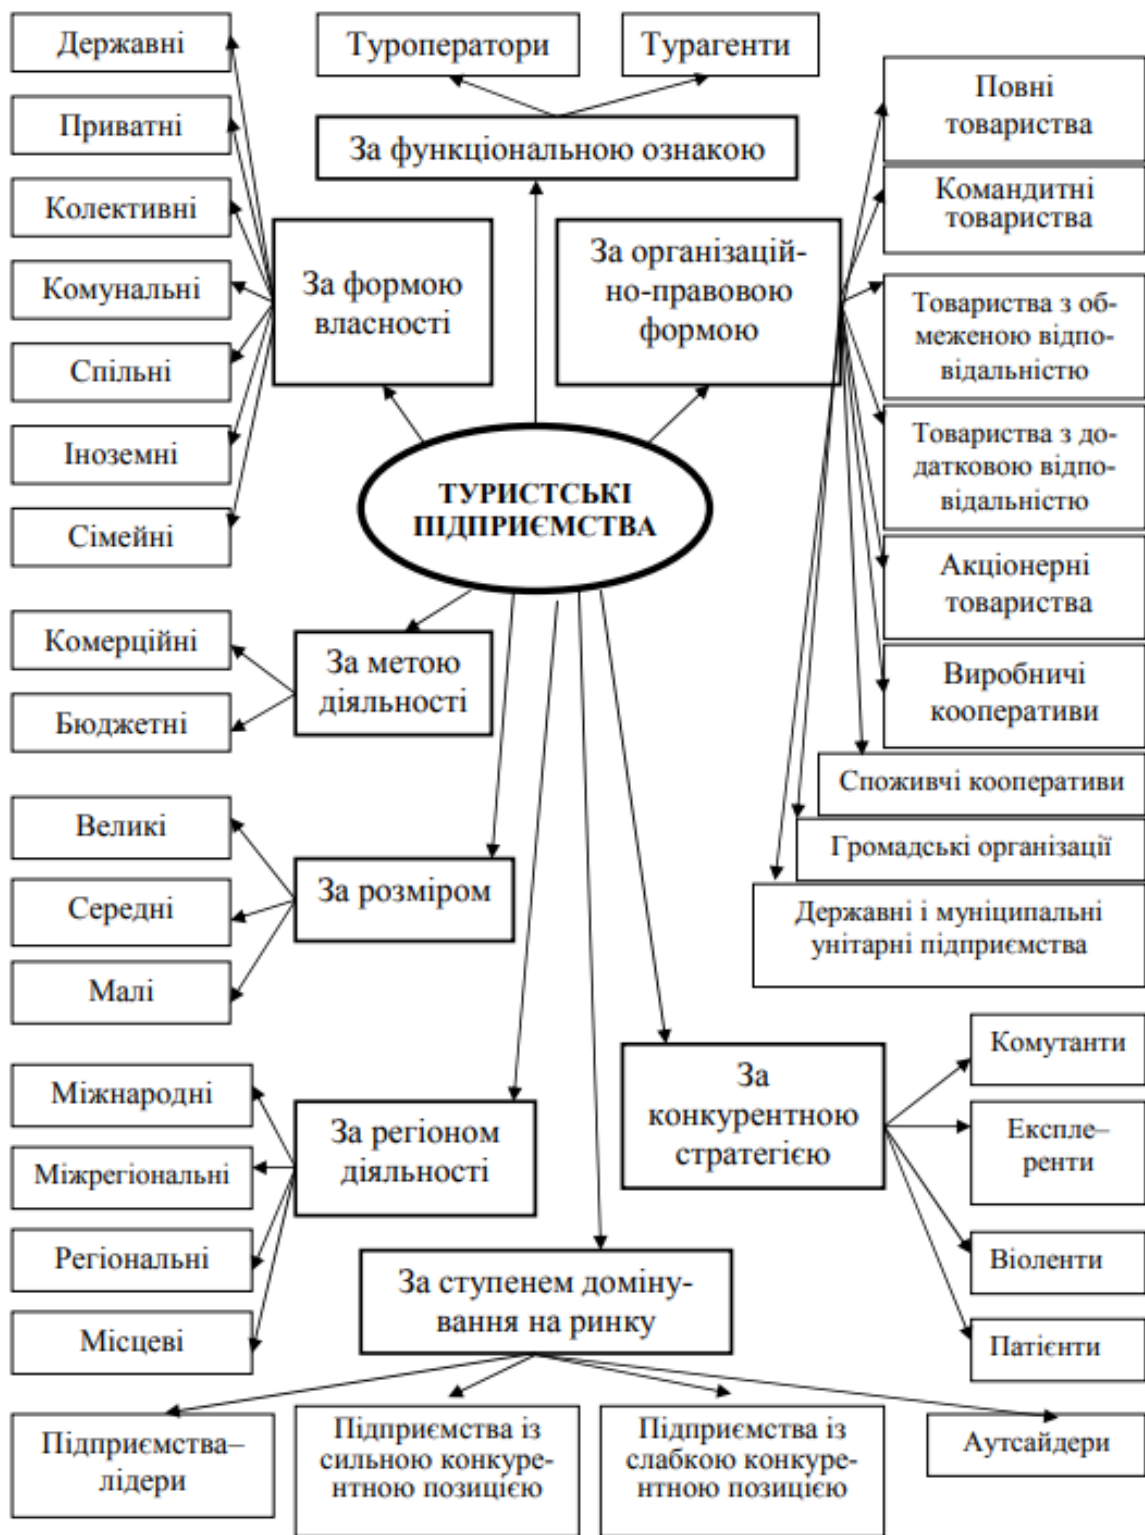 Державні
Туроператори
Турагенти
Повні
товариства
Приватні
За функціональною ознакою
Командитні
товариства
Колективні
За формою
власності
За організацій-
но-правовою
формою
Комунальні
Товариства з об-
меженою відпо-
відальністю
Спільні
Товариства з до-
датковою відпо-
відальністю
Іноземні
Сімейні
ТУРИСТСЬКІ
ПІДПРИЄМСТВА
Акціонерні
товариства
Виробничі
кооперативи
Споживчі кооперативи
Громадські організації
Державні і муніципальні
унітарні підприємства
Комерційні
Бюджетні
За метою
діяльності
Великі
Середні
Малі
За розміром
Міжнародні
Міжрегіональні
Регіональні
Місцеві
За регіоном
діяльності
За
конкурентною
стратегією
Комутанти
Експле–
ренти
Віоленти
Патієнти
За ступенем доміну-
вання на ринку
Підприємства–
лідери
Підприємства із
сильною конкуре-
нтною позицією
Підприємства із
слабкою конкуре-
нтною позицією
Аутсайдери